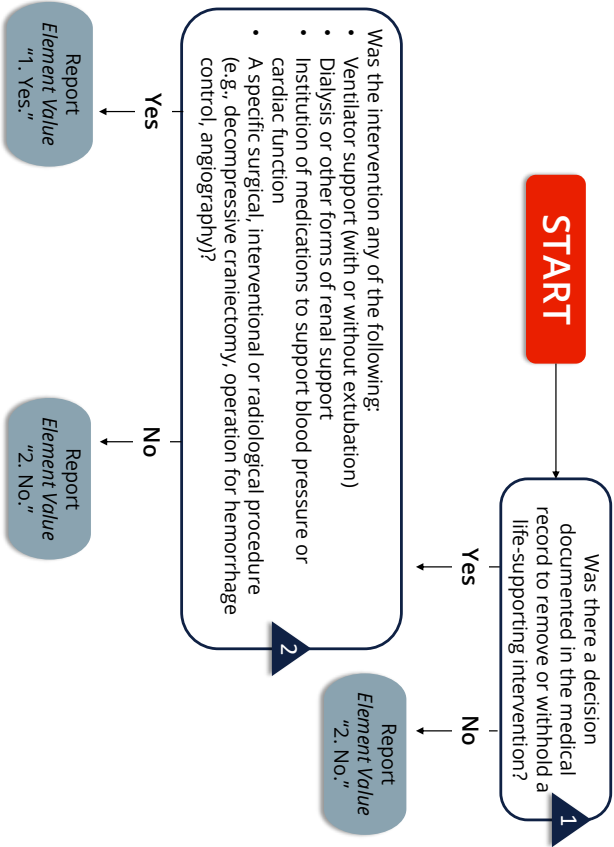 START
Was there a decision
documented in the medical
record to remove or withhold a
life-supporting intervention?
1
Yes
No
Report
Element Value
“2. No.”
Was the intervention any of the following:
• Ventilator support (with or without extubation)
• Dialysis or other forms of renal support
• Institution of medications to support blood pressure or
cardiac function
• A specific surgical, interventional or radiological procedure
(e.g., decompressive craniectomy, operation for hemorrhage
control, angiography)?
2
Yes
No
Report
Element Value
“1. Yes.”
Report
Element Value
“2. No.”